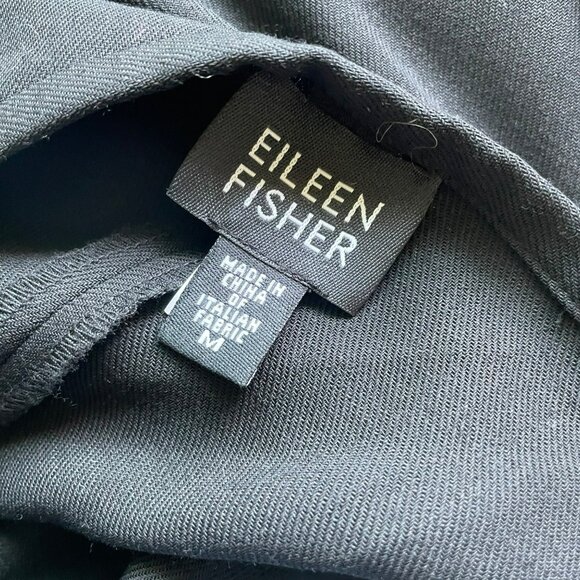 EILEEN
FISHER
MADE IN
CHINA
OF
ITALIAN
FABRIC
M